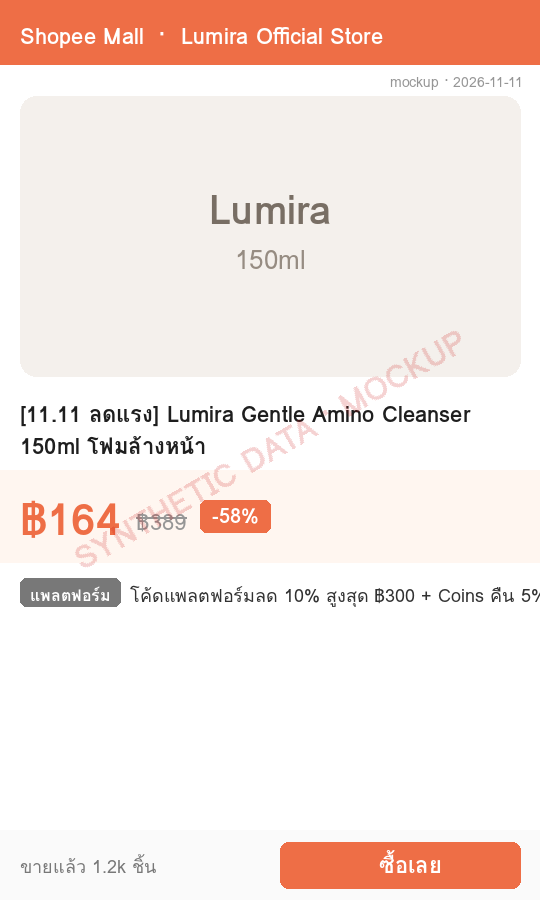 Shopee Mall · Lumira Official Store
mockup · 2026-11-11
Lumira
150ml
[11.11 ลดแรง] Lumira Gentle Amino Cleanser
150ml โฟมล้างหน้า
฿164 ฿389 -58%
แพลตฟอร์ม โค้ดแพลตฟอร์มลด 10% สูงสุด ฿300 + Coins คืน 5%
SYNTHETIC DATA · MOCKUP
ขายแล้ว 1.2k ชิ้น ซื้อเลย